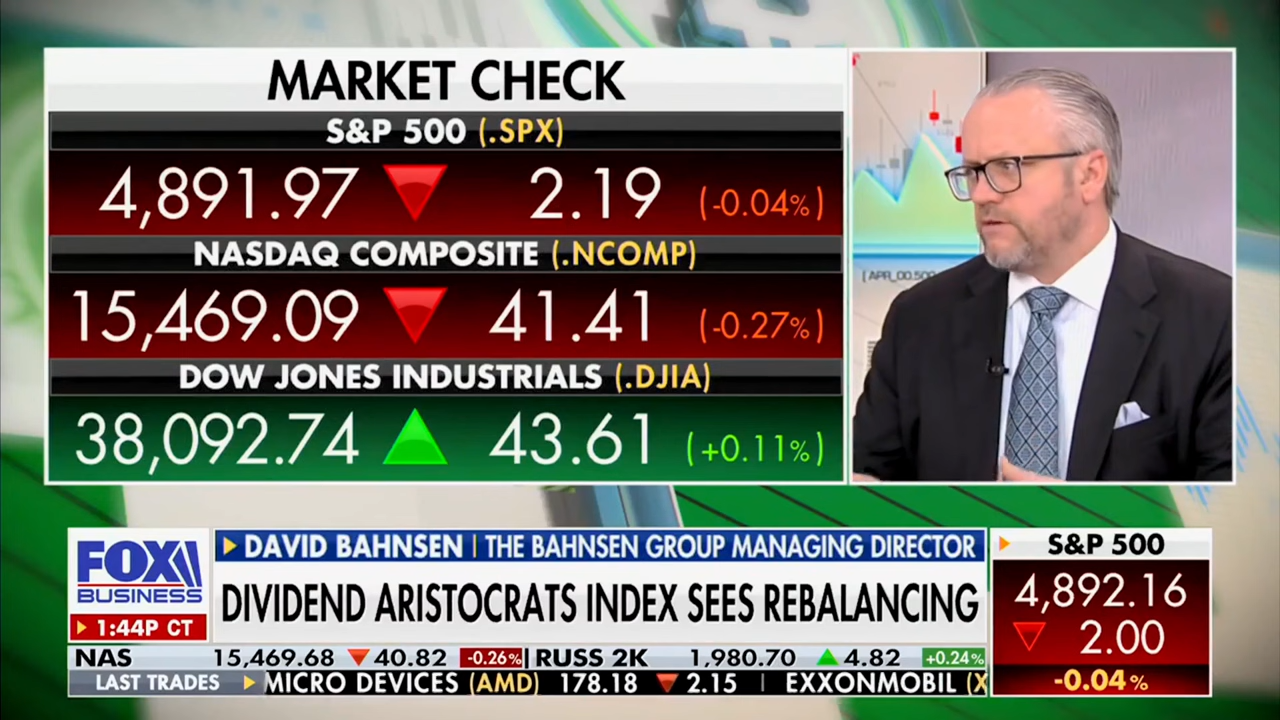 MARKET CHECK
S&P 500 (.SPX)
4,891.97 ▼ 2.19 (-0.04%)
NASDAQ COMPOSITE (.NCOMP)
15,469.09 ▼ 41.41 (-0.27%)
DOW JONES INDUSTRIALS (.DJIA)
38,092.74 ▲ 43.61 (+0.11%)
[APR_00.500
FOX
BUSINESS
1:44P CT
DAVID BAHNSEN | THE BAHNSEN GROUP MANAGING DIRECTOR
DIVIDEND ARISTOCRATS INDEX SEES REBALANCING
S&P 500
4,892.16
▼ 2.00
-0.04%
NAS 15,469.68 ▼ 40.82 -0.26% RUSS 2K 1,980.70 ▲ 4.82 +0.24%
LAST TRADES MICRO DEVICES (AMD) 178.18 ▼ 2.15 | EXXONMOBIL (X